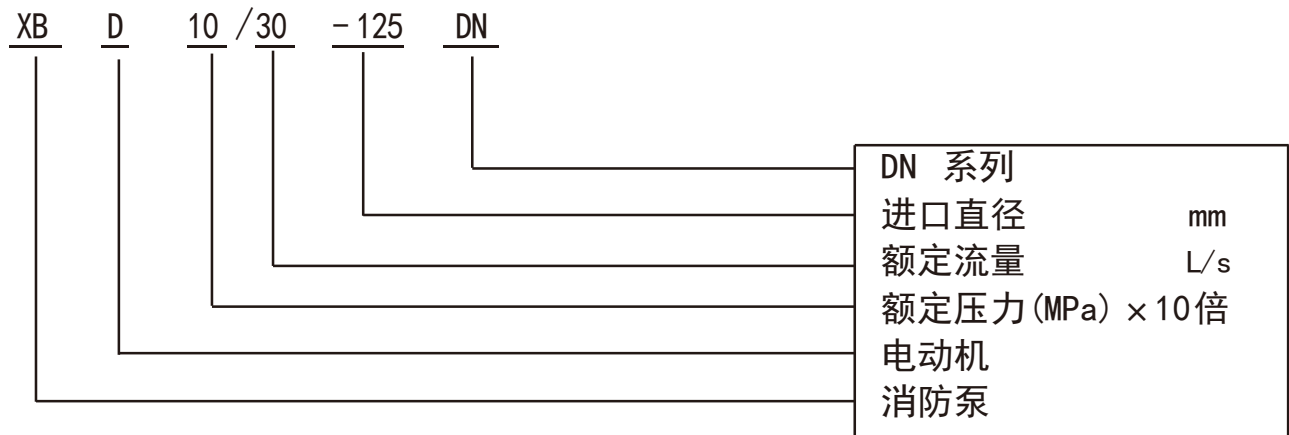 XB D 10/30 -125 DN
DN 系列
进口直径 mm
额定流量 L/s
额定压力(MPa)×10倍
电动机
消防泵